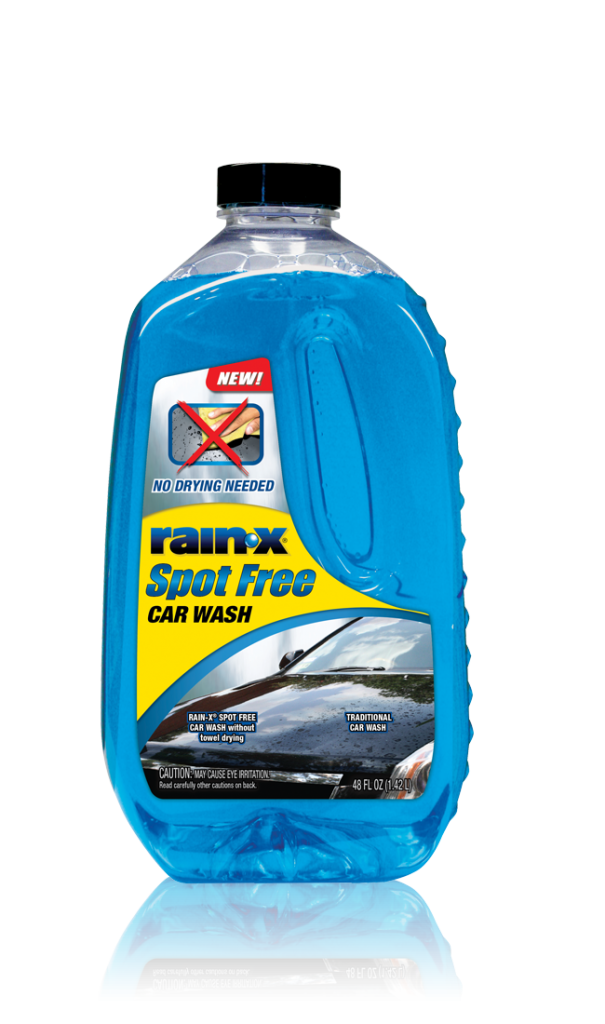 NEW!
NO DRYING NEEDED
rain·x®
Spot Free
CAR WASH
RAIN-X® SPOT FREE
CAR WASH without
towel drying
TRADITIONAL
CAR WASH
CAUTION: MAY CAUSE EYE IRRITATION.
Read carefully other cautions on back.
48 FL OZ (1.42 L)